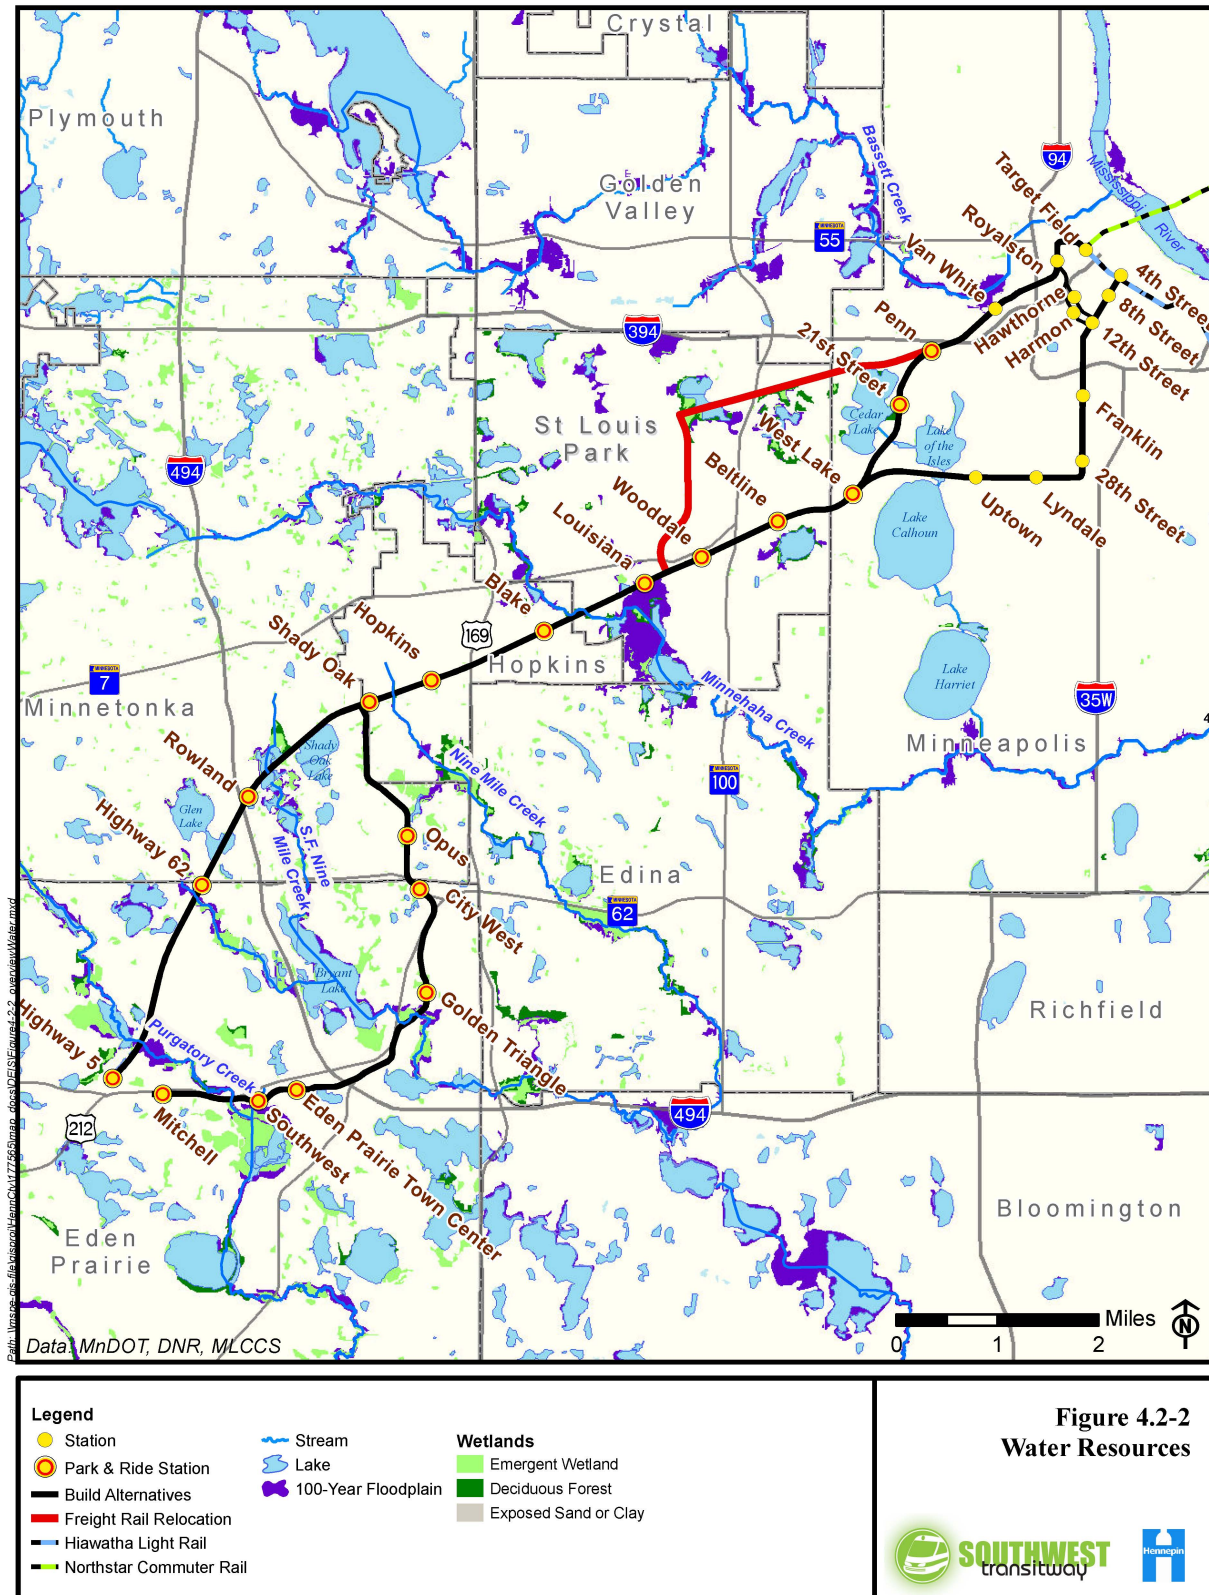 Crystal
Plymouth
Golden
Valley
Bassett Creek
94
Mississippi
River
Target Field
Royalston
MINNESOTA
55
Van White
4th Street
Hawthorne
8th Street
Harmon
12th Street
Penn
394
21st Street
Cedar
Lake
Lake
of the
Isles
Franklin
St Louis
Park
West Lake
494
Beltline
Wooddale
28th Street
Lyndale
Uptown
Lake
Calhoun
Louisiana
Blake
Hopkins
169
Shady Oak
Hopkins
Lake
Harriet
MINNESOTA
7
Minnetonka
35W
Minnehaha Creek
Minneapolis
4
Rowland
Shady
Oak
Lake
Nine Mile Creek
MINNESOTA
100
Glen
Lake
Highway 62
S.F. Nine
Mile Creek
Opus
Edina
City West
MINNESOTA
62
Bryant
Lake
Golden Triangle
Richfield
Highway 5
Purgatory Creek
494
212
Mitchell
Southwest
Eden Prairie Town Center
Bloomington
Eden
Prairie
Miles
0 1 2
N
Data: MnDOT, DNR, MLCCS
Legend
Station
Park & Ride Station
Build Alternatives
Freight Rail Relocation
Hiawatha Light Rail
Northstar Commuter Rail
Stream
Lake
100-Year Floodplain
Wetlands
Emergent Wetland
Deciduous Forest
Exposed Sand or Clay
Figure 4.2-2
Water Resources
SOUTHWEST
transitway
Hennepin